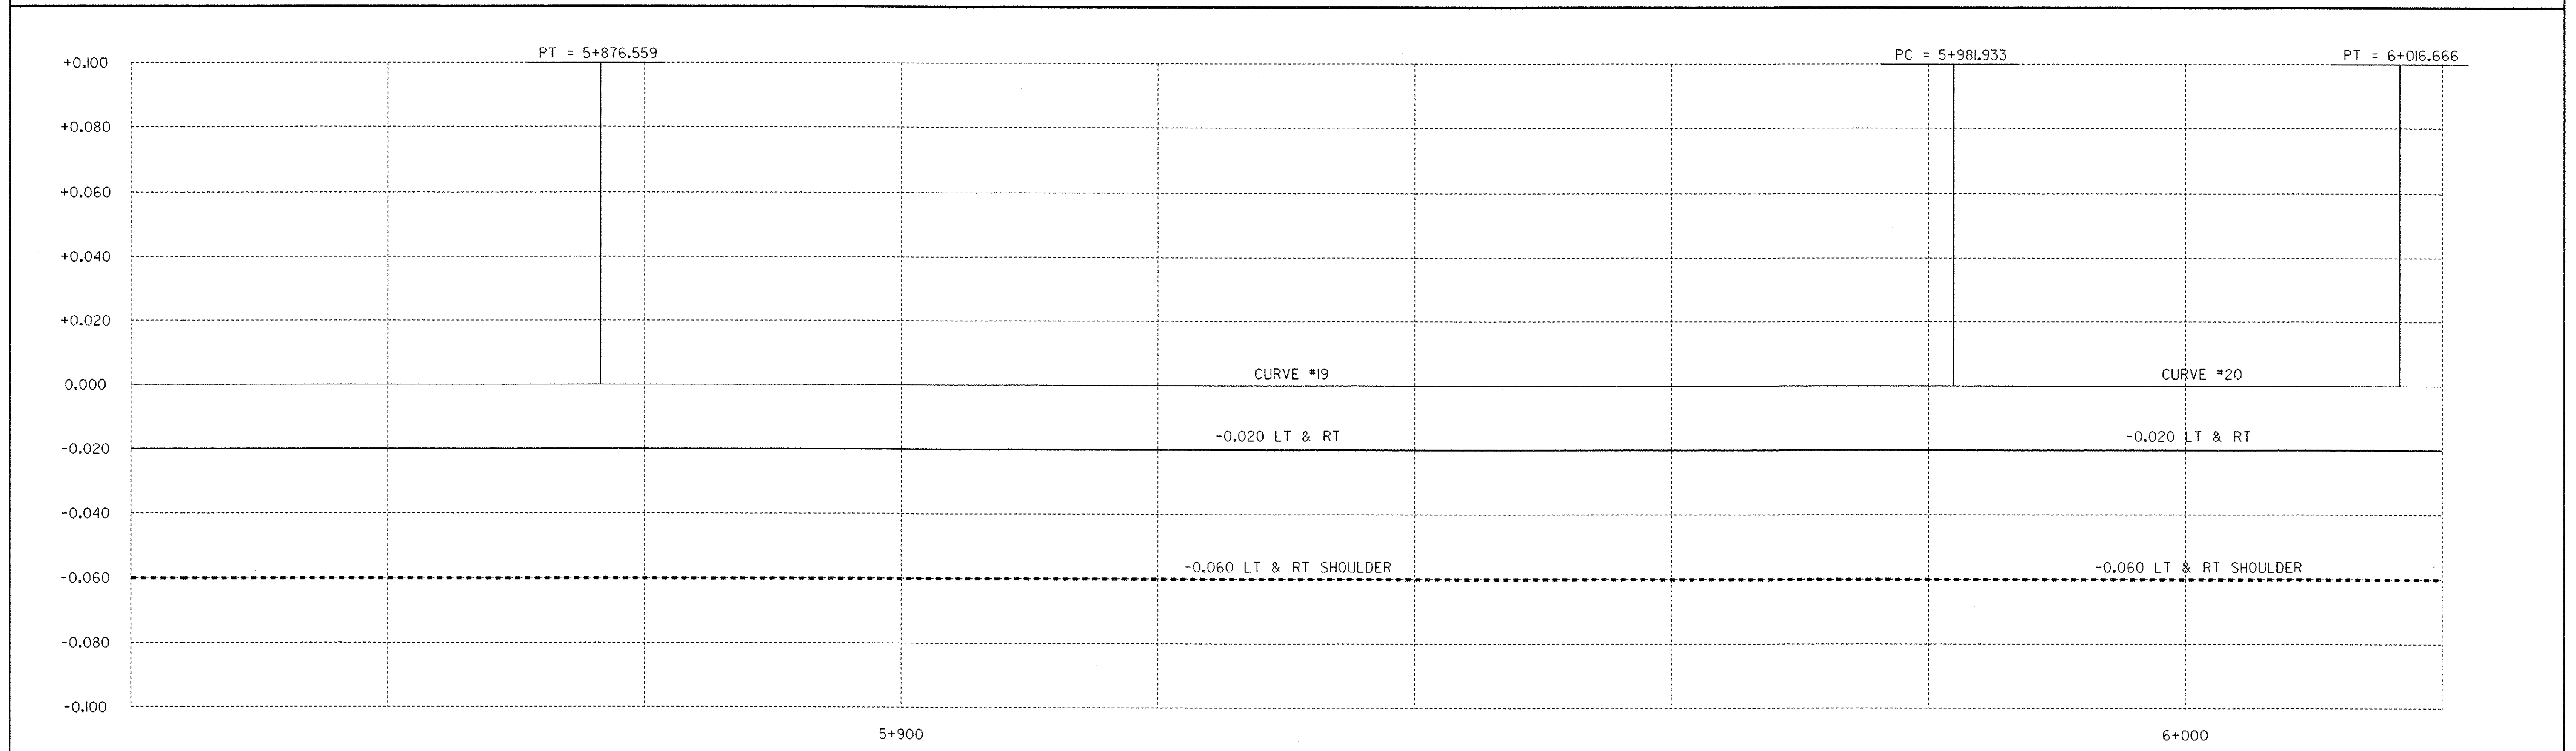 PT = 5+876.559
PC = 5+981.933
PT = 6+016.666
+0.100
+0.080
+0.060
+0.040
+0.020
CURVE #19
CURVE #20
0.000
-0.020 LT & RT
-0.020 LT & RT
-0.020
-0.040
-0.060 LT & RT SHOULDER
-0.060 LT & RT SHOULDER
-0.060
-0.080
-0.100
5+900
6+000